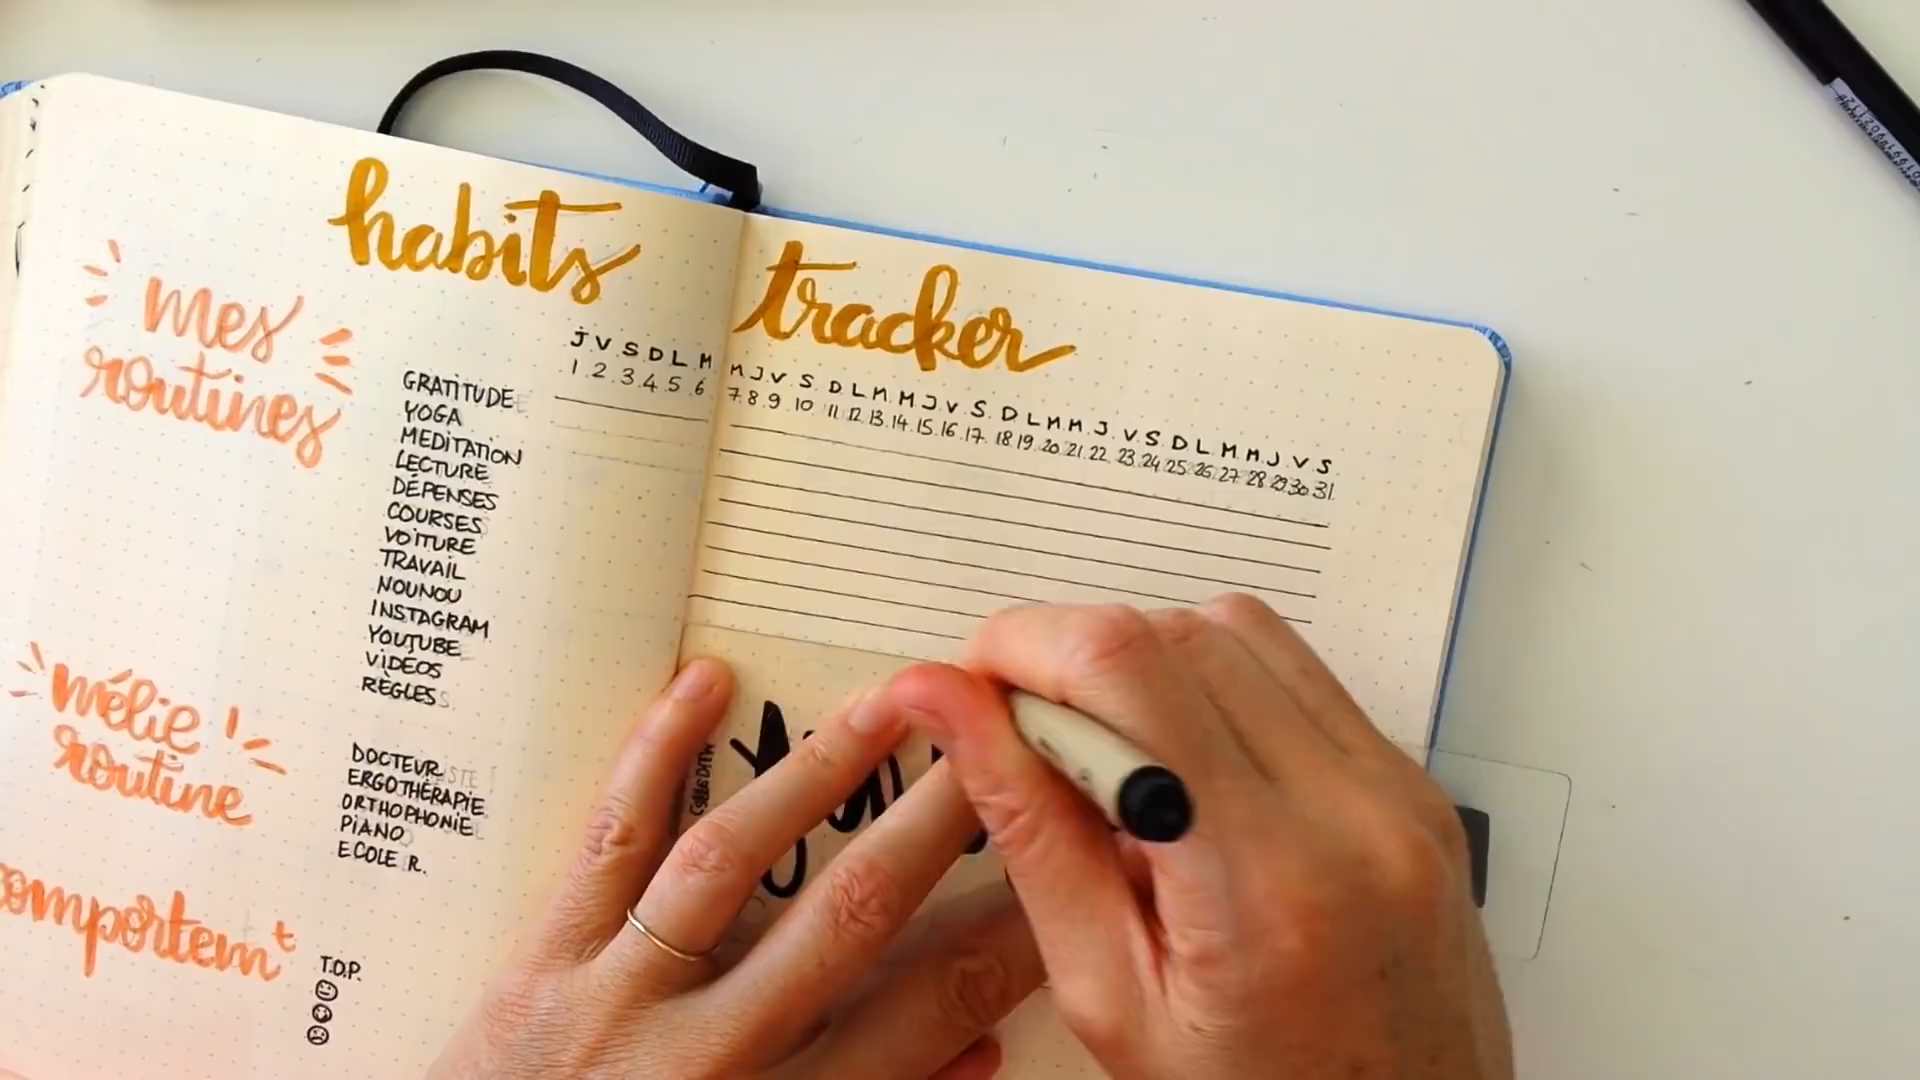 habits tracker
mes
routines
J V S D L M M J V S D L M M J V S D L M M J V S D L M M J V S
1 2 3 4 5 6 7 8 9 10 11 12 13 14 15 16 17 18 19 20 21 22 23 24 25 26 27 28 29 30 31
GRATITUDE
YOGA
MEDITATION
LECTURE
DÉPENSES
COURSES
VOITURE
TRAVAIL
NOUNOU
INSTAGRAM
YOUTUBE
VIDEOS
RÈGLES
mélie
routine
DOCTEUR
ERGOTHÉRAPIE
ORTHOPHONIE
PIANO
ECOLE R.
comportemt
T.O.P.